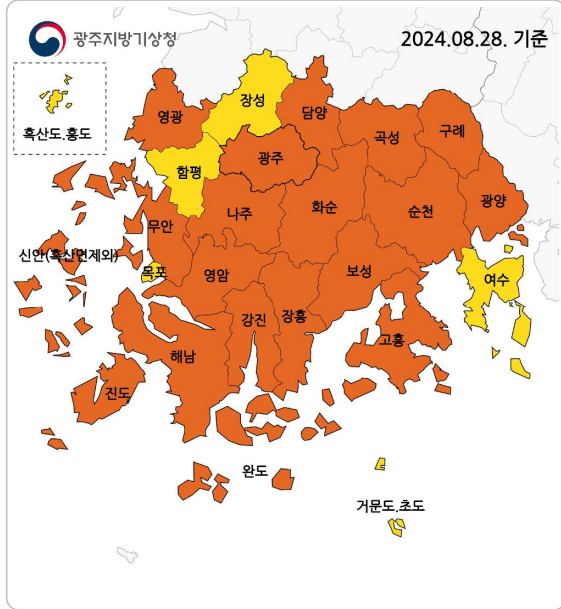 광주지방기상청
2024.08.28. 기준
흑산도.홍도
장성
영광
담양
곡성
구례
광주
함평
나주
화순
순천
광양
무안
신안(흑산면제외)
목포
영암
보성
여수
강진
장흥
고흥
해남
진도
완도
거문도.초도